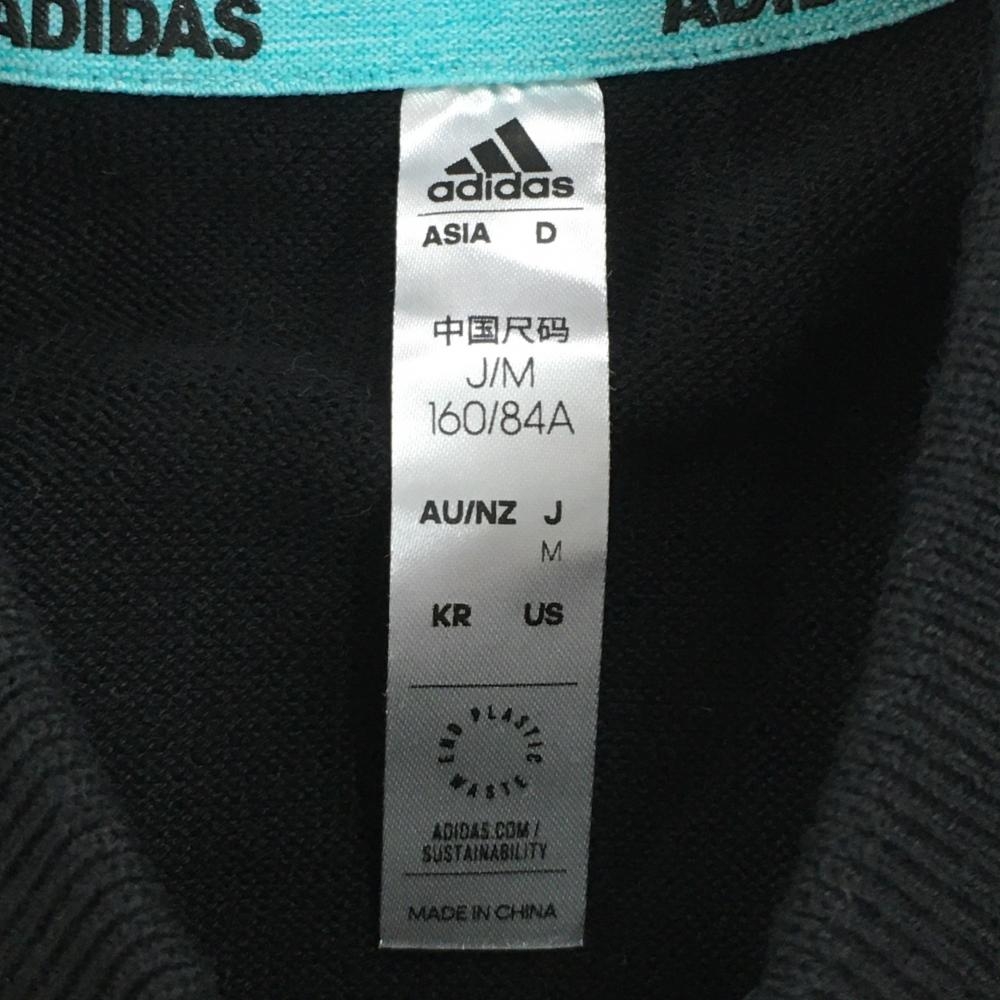 ADIDAS
ADIDAS
adidas
ASIA D
中国尺码
J/M
160/84A
AU/NZ J
M
KR US
END PLASTIC WASTE
ADIDAS.COM /
SUSTAINABILITY
MADE IN CHINA